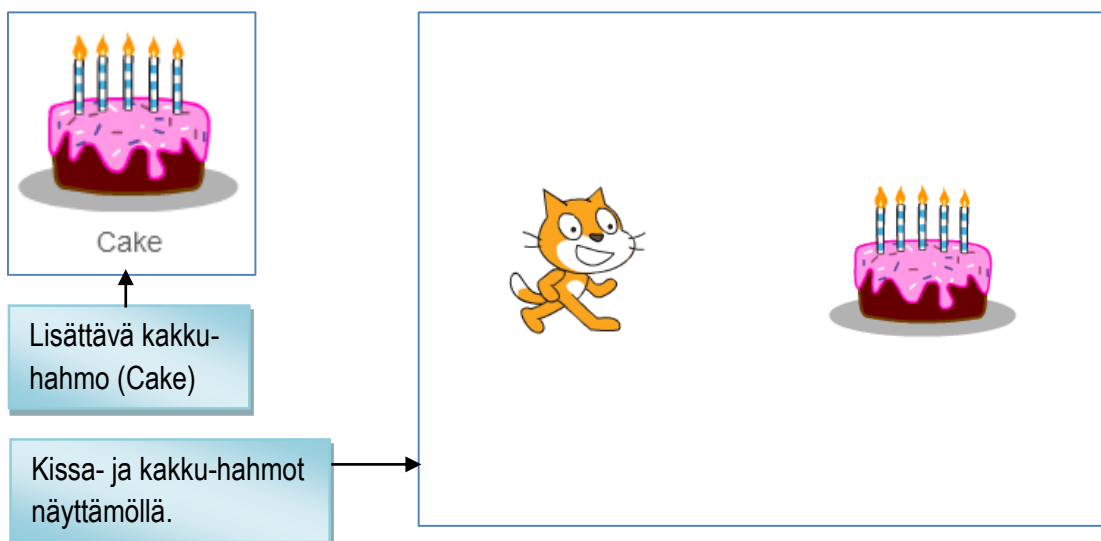 Cake
Lisättävä kakku-
hahmo (Cake)
Kissa- ja kakku-hahmot
näyttämöllä.